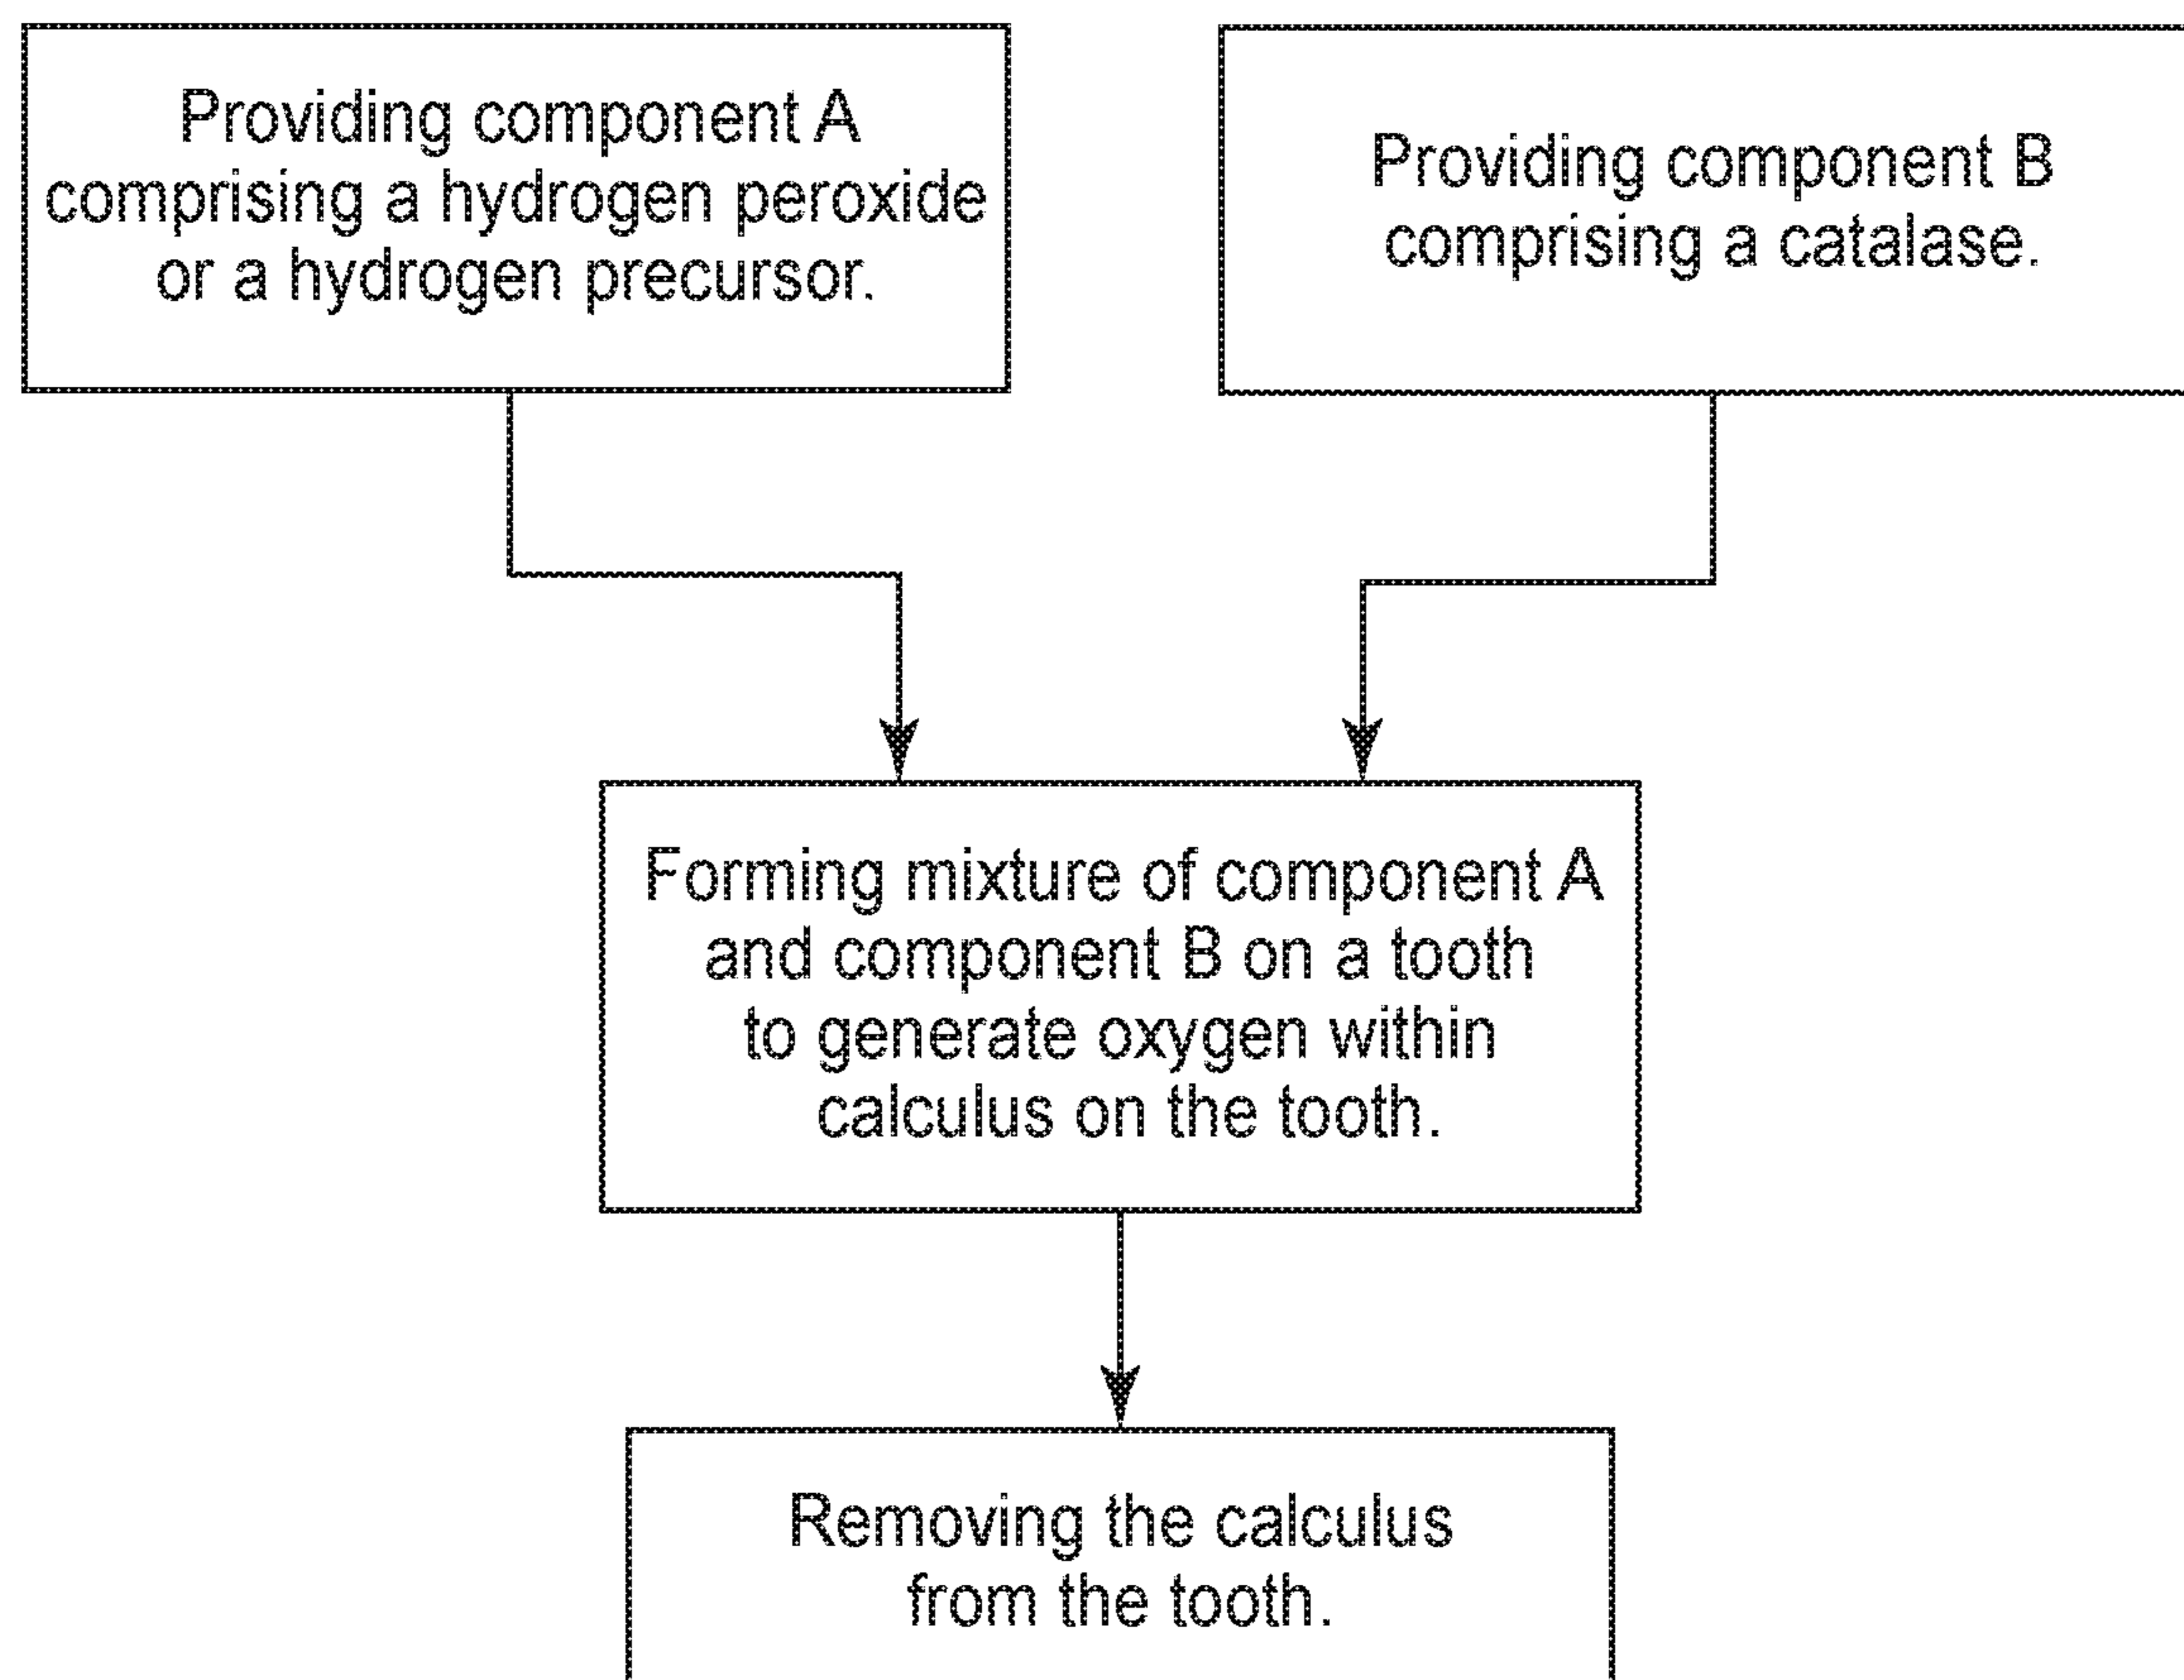 Providing component A
comprising a hydrogen peroxide
or a hydrogen precursor.
Providing component B
comprising a catalase.
Forming mixture of component A
and component B on a tooth
to generate oxygen within
calculus on the tooth.
Removing the calculus
from the tooth.